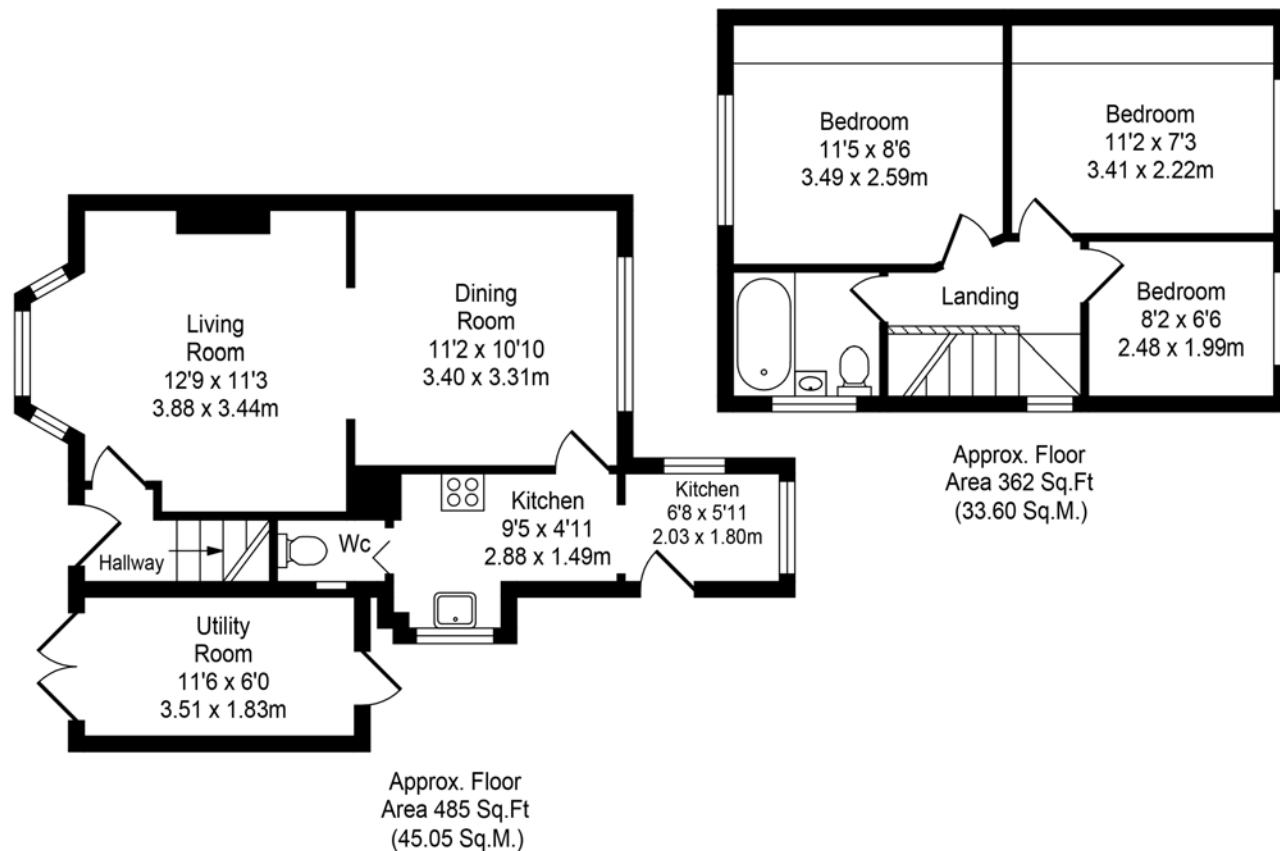 Living
Room
12'9 x 11'3
3.88 x 3.44m
Dining
Room
11'2 x 10'10
3.40 x 3.31m
Kitchen
9'5 x 4'11
2.88 x 1.49m
Kitchen
6'8 x 5'11
2.03 x 1.80m
Wc
Hallway
Utility
Room
11'6 x 6'0
3.51 x 1.83m
Approx. Floor
Area 485 Sq.Ft
(45.05 Sq.M.)
Bedroom
11'5 x 8'6
3.49 x 2.59m
Bedroom
11'2 x 7'3
3.41 x 2.22m
Landing
Bedroom
8'2 x 6'6
2.48 x 1.99m
Approx. Floor
Area 362 Sq.Ft
(33.60 Sq.M.)